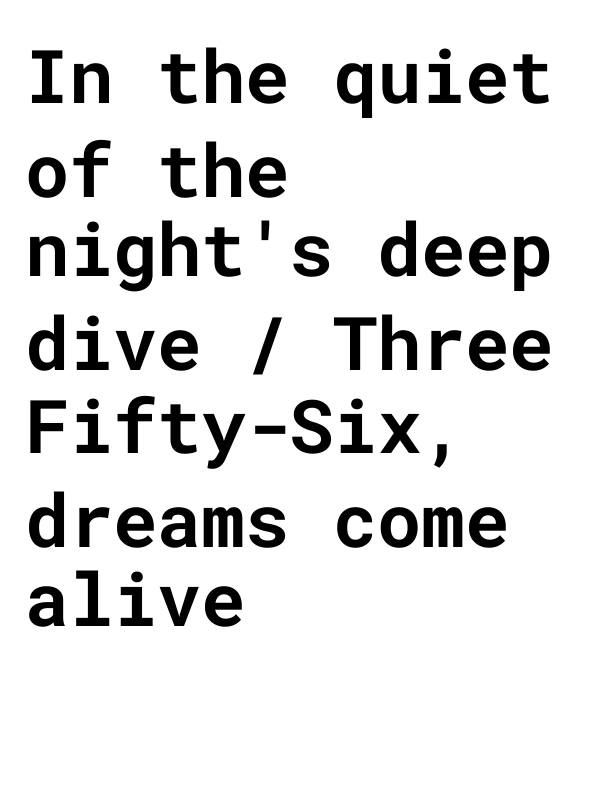 In the quiet
of the
night's deep
dive / Three
Fifty-Six,
dreams come
alive